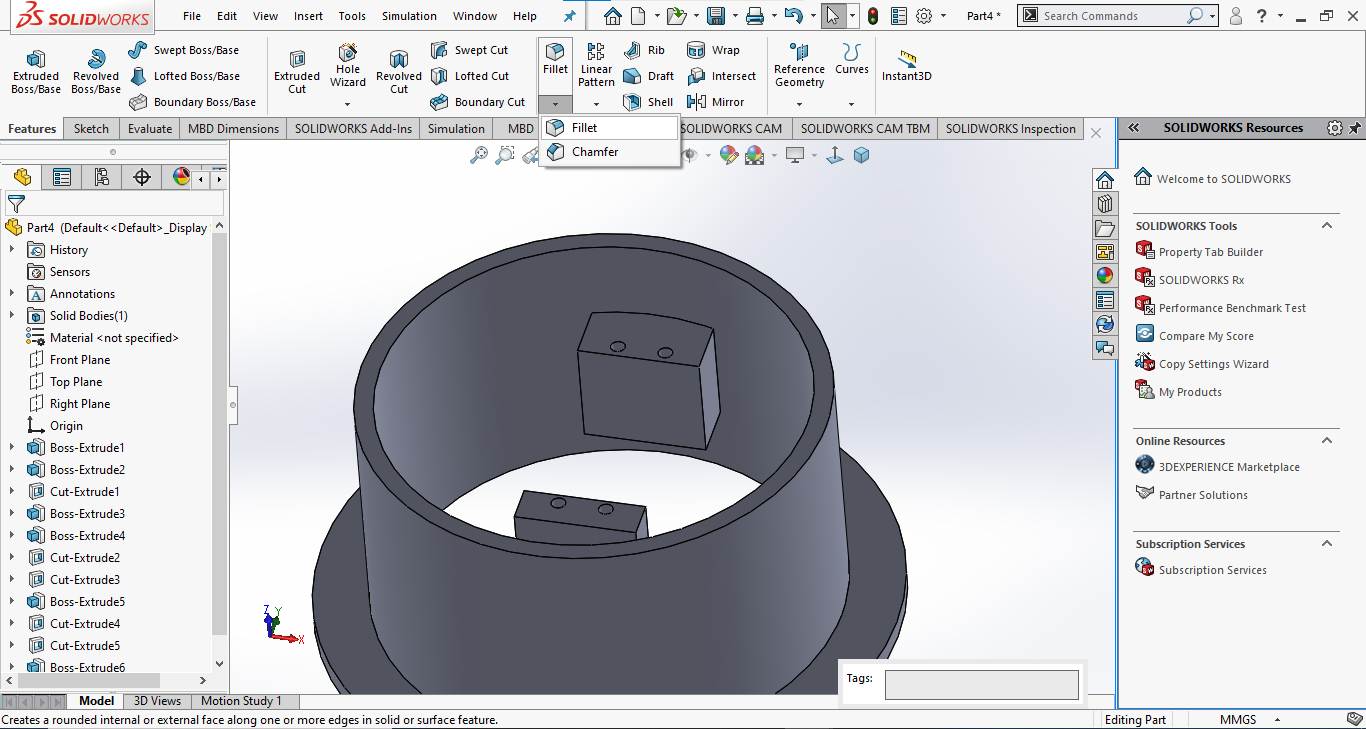 SOLIDWORKS
File Edit View Insert Tools Simulation Window Help
Part4 *
Search Commands
?
Extruded Boss/Base
Revolved Boss/Base
Swept Boss/Base
Lofted Boss/Base
Boundary Boss/Base
Extruded Cut
Hole Wizard
Revolved Cut
Swept Cut
Lofted Cut
Boundary Cut
Fillet
Linear Pattern
Rib
Draft
Shell
Wrap
Intersect
Mirror
Reference Geometry
Curves
Instant3D
Features Sketch Evaluate MBD Dimensions SOLIDWORKS Add-Ins Simulation MBD SOLIDWORKS CAM SOLIDWORKS CAM TBM SOLIDWORKS Inspection
Fillet
Chamfer
Part4 (Default<<Default>_Display
History
Sensors
Annotations
Solid Bodies(1)
Material <not specified>
Front Plane
Top Plane
Right Plane
Origin
Boss-Extrude1
Boss-Extrude2
Cut-Extrude1
Boss-Extrude3
Boss-Extrude4
Cut-Extrude2
Cut-Extrude3
Boss-Extrude5
Cut-Extrude4
Cut-Extrude5
Boss-Extrude6
Z
Y
X
Tags:
SOLIDWORKS Resources
Welcome to SOLIDWORKS
SOLIDWORKS Tools
Property Tab Builder
SOLIDWORKS Rx
Performance Benchmark Test
Compare My Score
Copy Settings Wizard
My Products
Online Resources
3DEXPERIENCE Marketplace
Partner Solutions
Subscription Services
Subscription Services
Model 3D Views Motion Study 1
Creates a rounded internal or external face along one or more edges in solid or surface feature.
Editing Part
MMGS